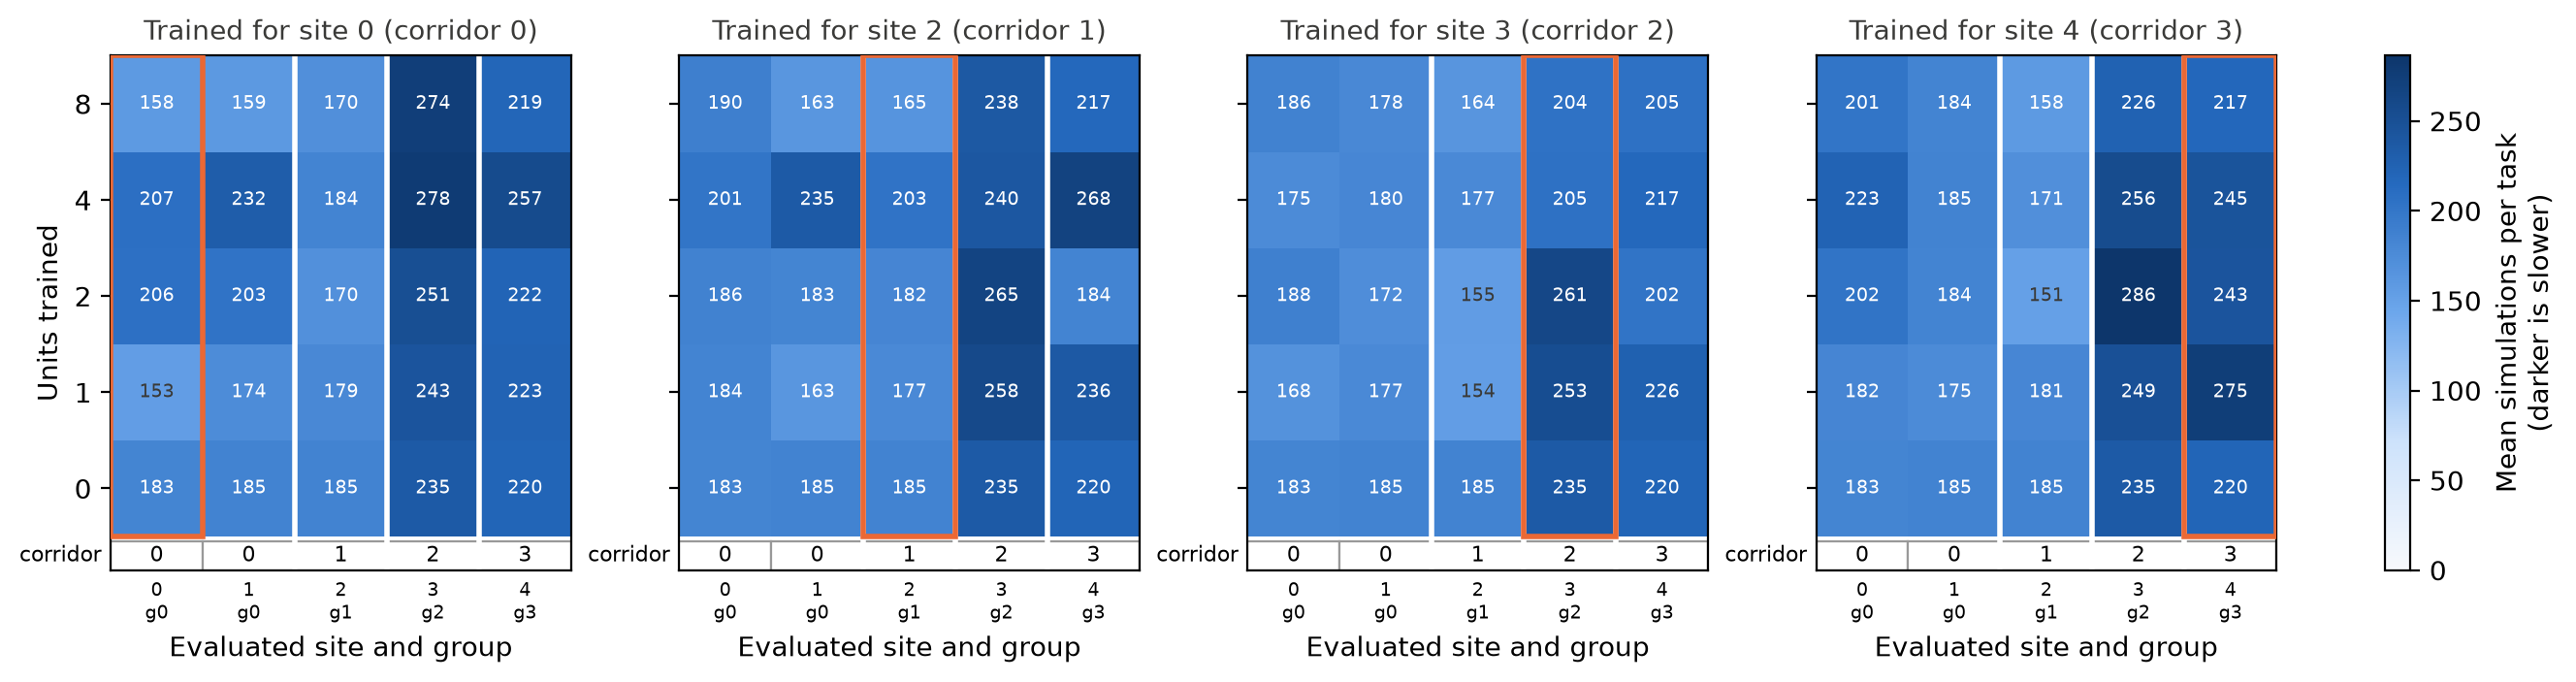 Trained for site 0 (corridor 0)
Trained for site 2 (corridor 1)
Trained for site 3 (corridor 2)
Trained for site 4 (corridor 3)
Units trained
8
158 159 170 274 219
190 163 165 238 217
186 178 164 204 205
201 184 158 226 217
4
207 232 184 278 257
201 235 203 240 268
175 180 177 205 217
223 185 171 256 245
2
206 203 170 251 222
186 183 182 265 184
188 172 155 261 202
202 184 151 286 243
1
153 174 179 243 223
184 163 177 258 236
168 177 154 253 226
182 175 181 249 275
0
183 185 185 235 220
183 185 185 235 220
183 185 185 235 220
183 185 185 235 220
corridor 0 0 1 2 3
corridor 0 0 1 2 3
corridor 0 0 1 2 3
corridor 0 0 1 2 3
0 1 2 3 4
g0 g0 g1 g2 g3
0 1 2 3 4
g0 g0 g1 g2 g3
0 1 2 3 4
g0 g0 g1 g2 g3
0 1 2 3 4
g0 g0 g1 g2 g3
Evaluated site and group
Evaluated site and group
Evaluated site and group
Evaluated site and group
250
200
150
100
50
0
Mean simulations per task
(darker is slower)